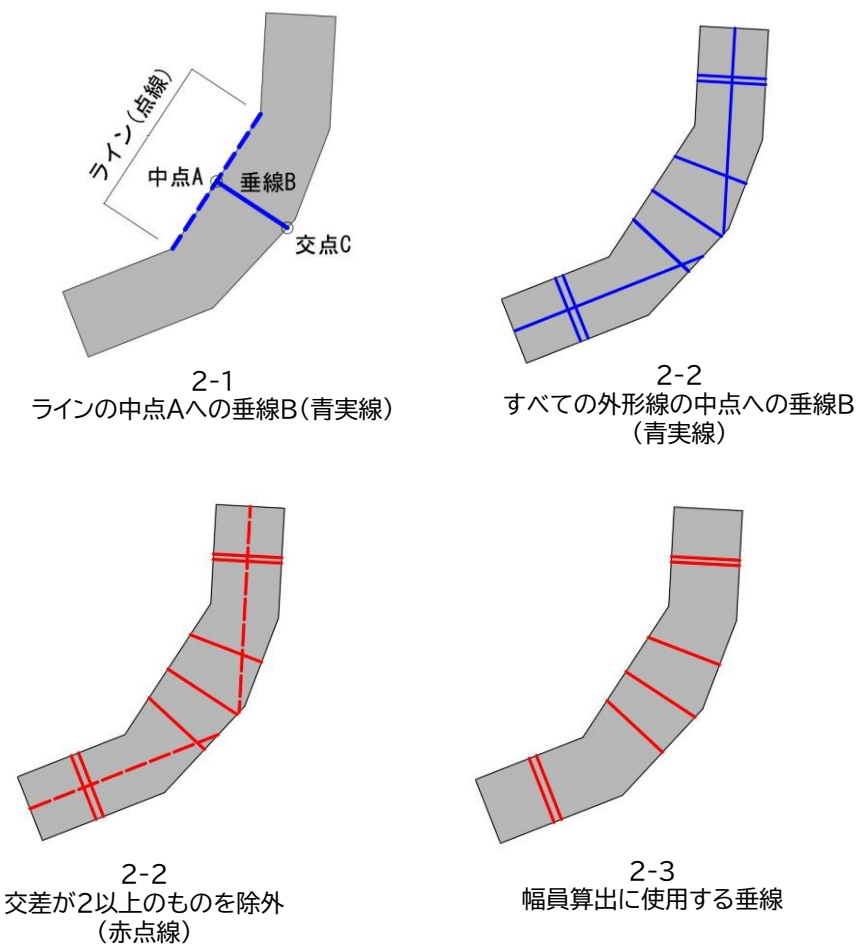 ライン(点線)
中点A
垂線B
交点C
2-1
ラインの中点Aへの垂線B(青実線)
2-2
すべての外形線の中点への垂線B
(青実線)
2-2
交差が2以上のものを除外
(赤点線)
2-3
幅員算出に使用する垂線